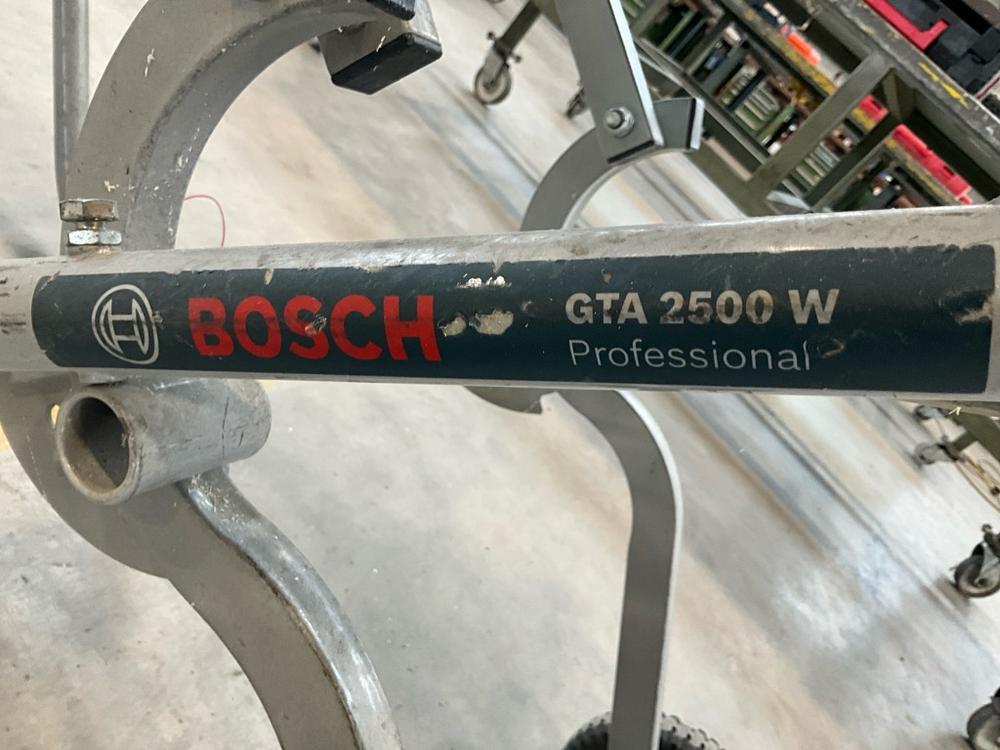 BOSCH
GTA 2500 W
Professional